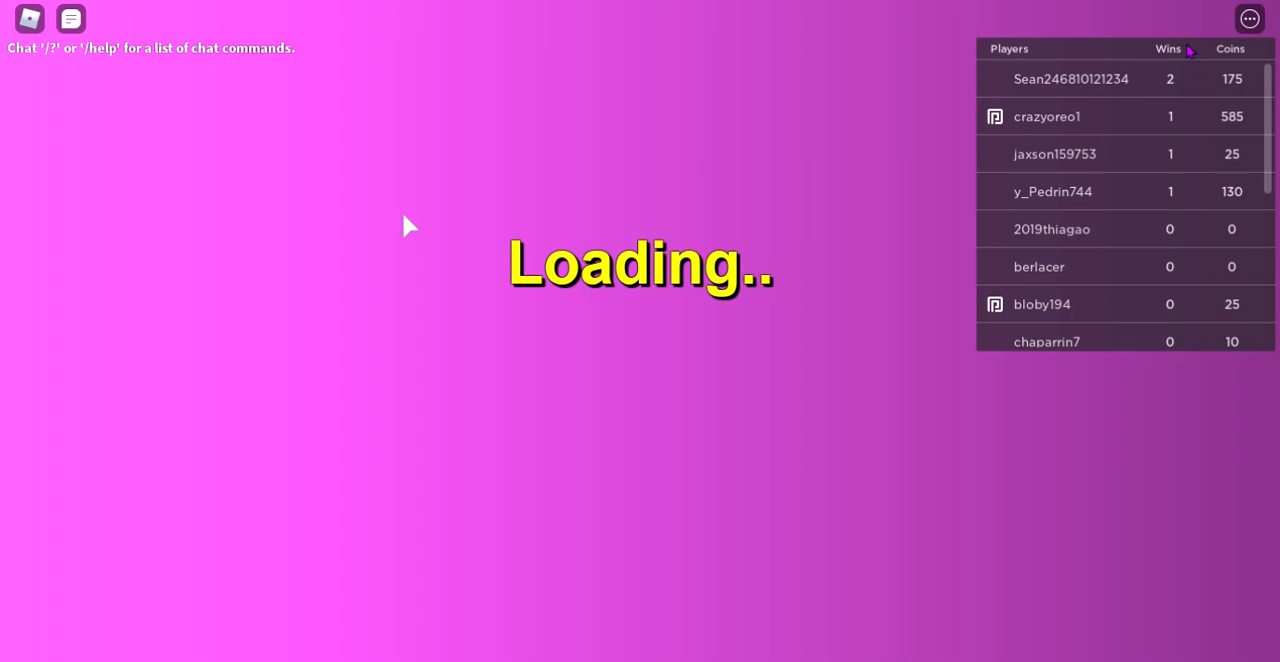 Chat '/?' or '/help' for a list of chat commands.
Players Wins Coins
Sean246810121234 2 175
crazyoreo1 1 585
jaxson159753 1 25
y_Pedrin744 1 130
2019thiagao 0 0
berlacer 0 0
bloby194 0 25
chaparrin7 0 10
Loading..